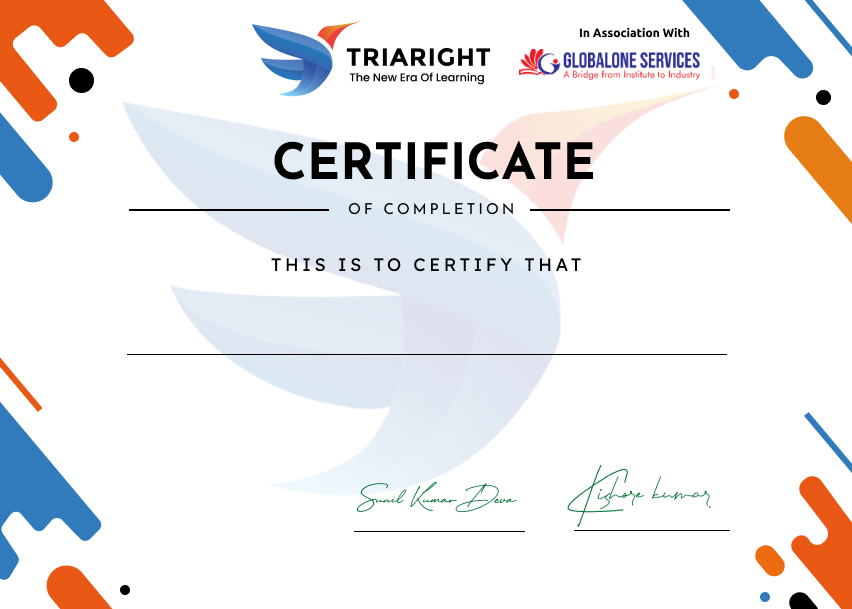 In Association With
TRIARIGHT
The New Era Of Learning
GLOBALONE SERVICES
A Bridge from Institute to Industry
CERTIFICATE
OF COMPLETION
THIS IS TO CERTIFY THAT
Sunil Kumar Deva
Kishore kumar